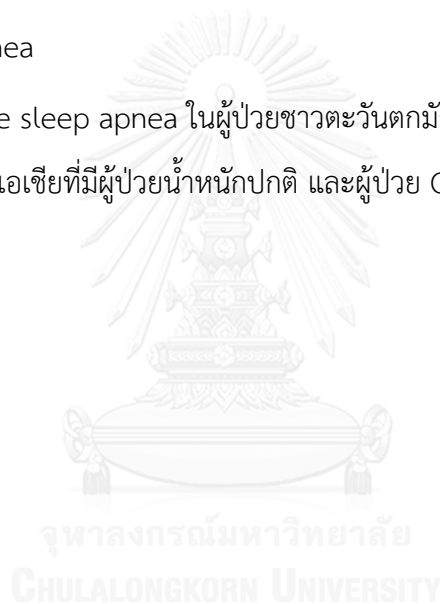 nea
e sleep apnea ในผู้ป่วยชาวตะวันตกมั
เอเชียที่มีผู้ป่วยน้ำหนักปกติ และผู้ป่วย
จุฬาลงกรณ์มหาวิทยาลัย
CHULALONGKORN UNIVERSITY